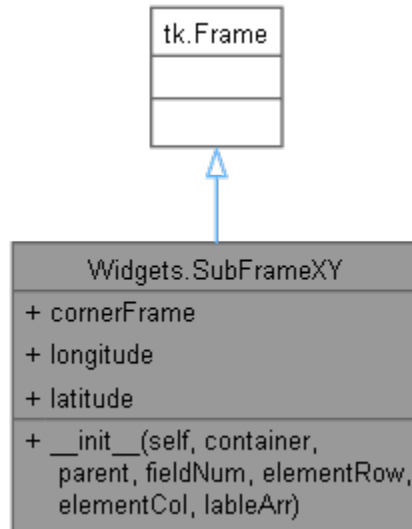 tk.Frame
Widgets.SubFrameXY
+ cornerFrame
+ longitude
+ latitude
+ __init__(self, container,
parent, fieldNum, elementRow,
elementCol, lableArr)